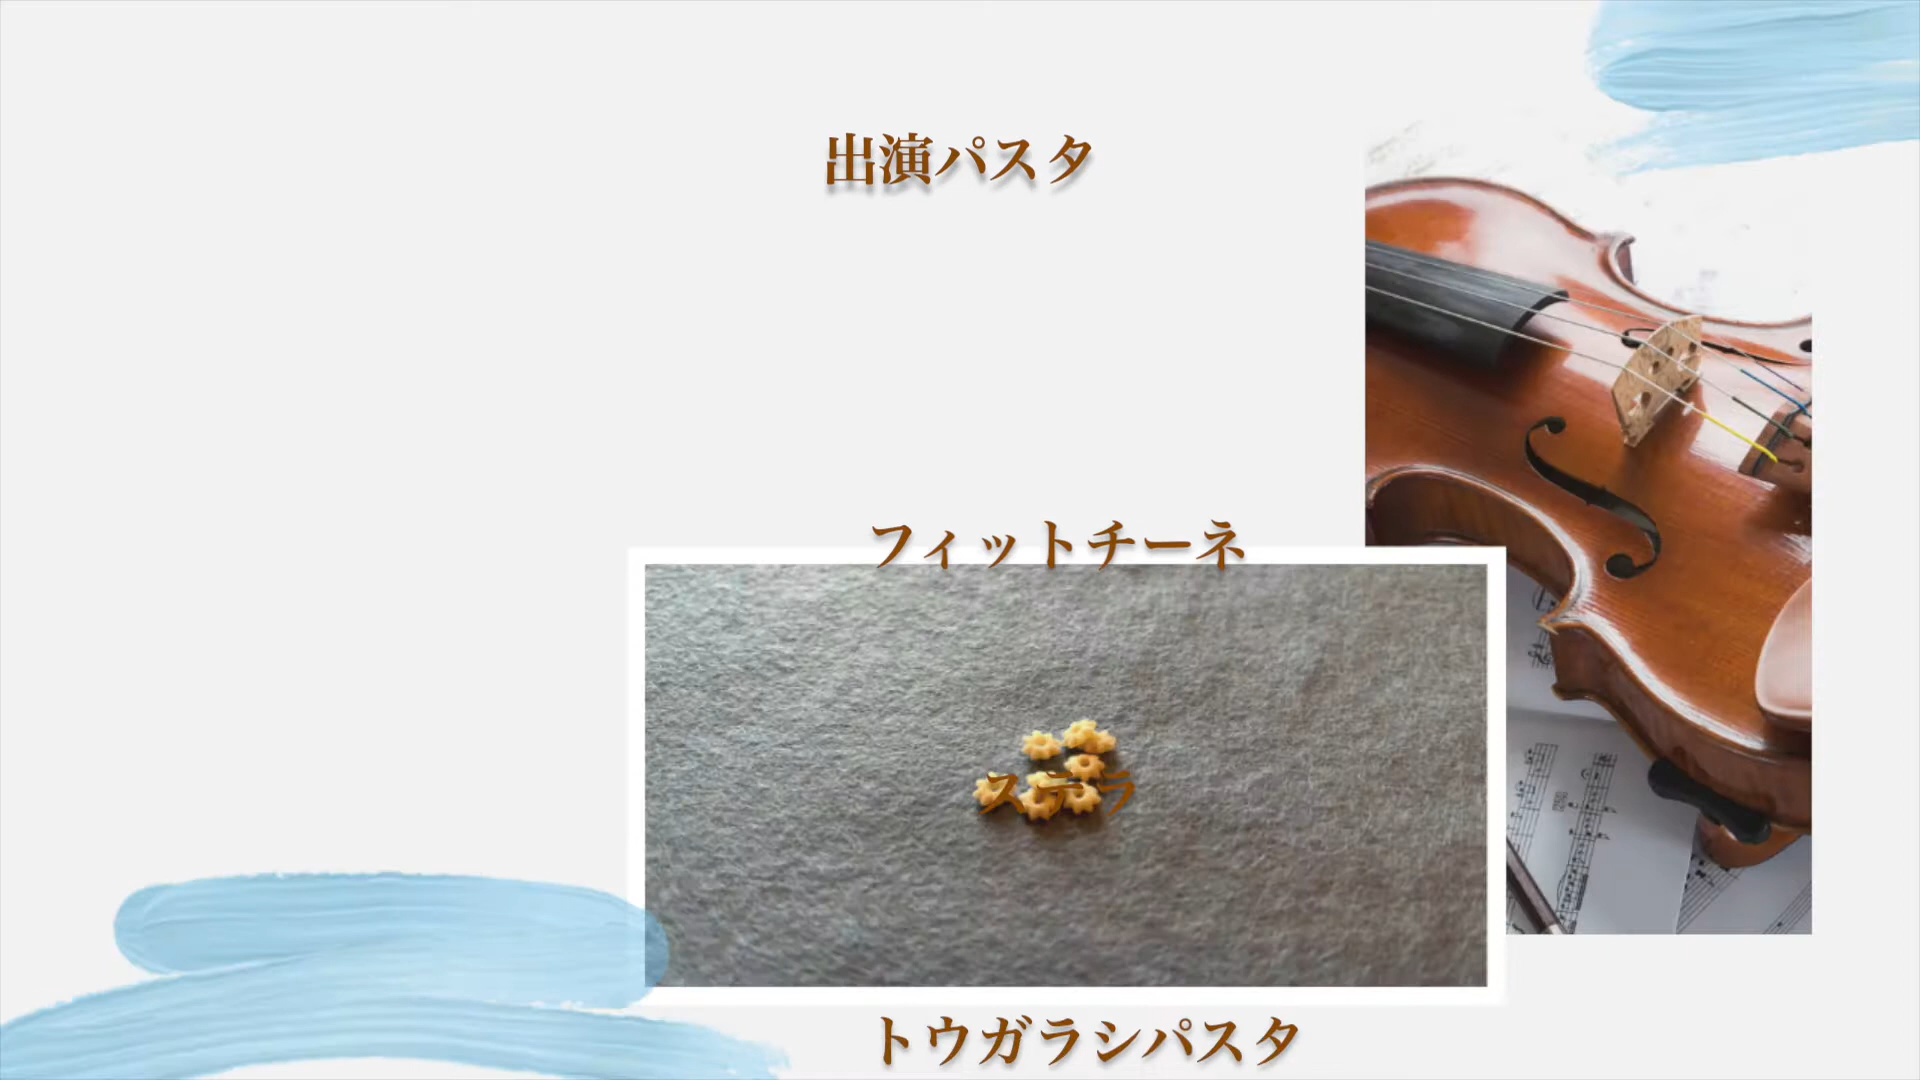 出演パスタ
フィットチーネ
ステラ
トウガラシパスタ